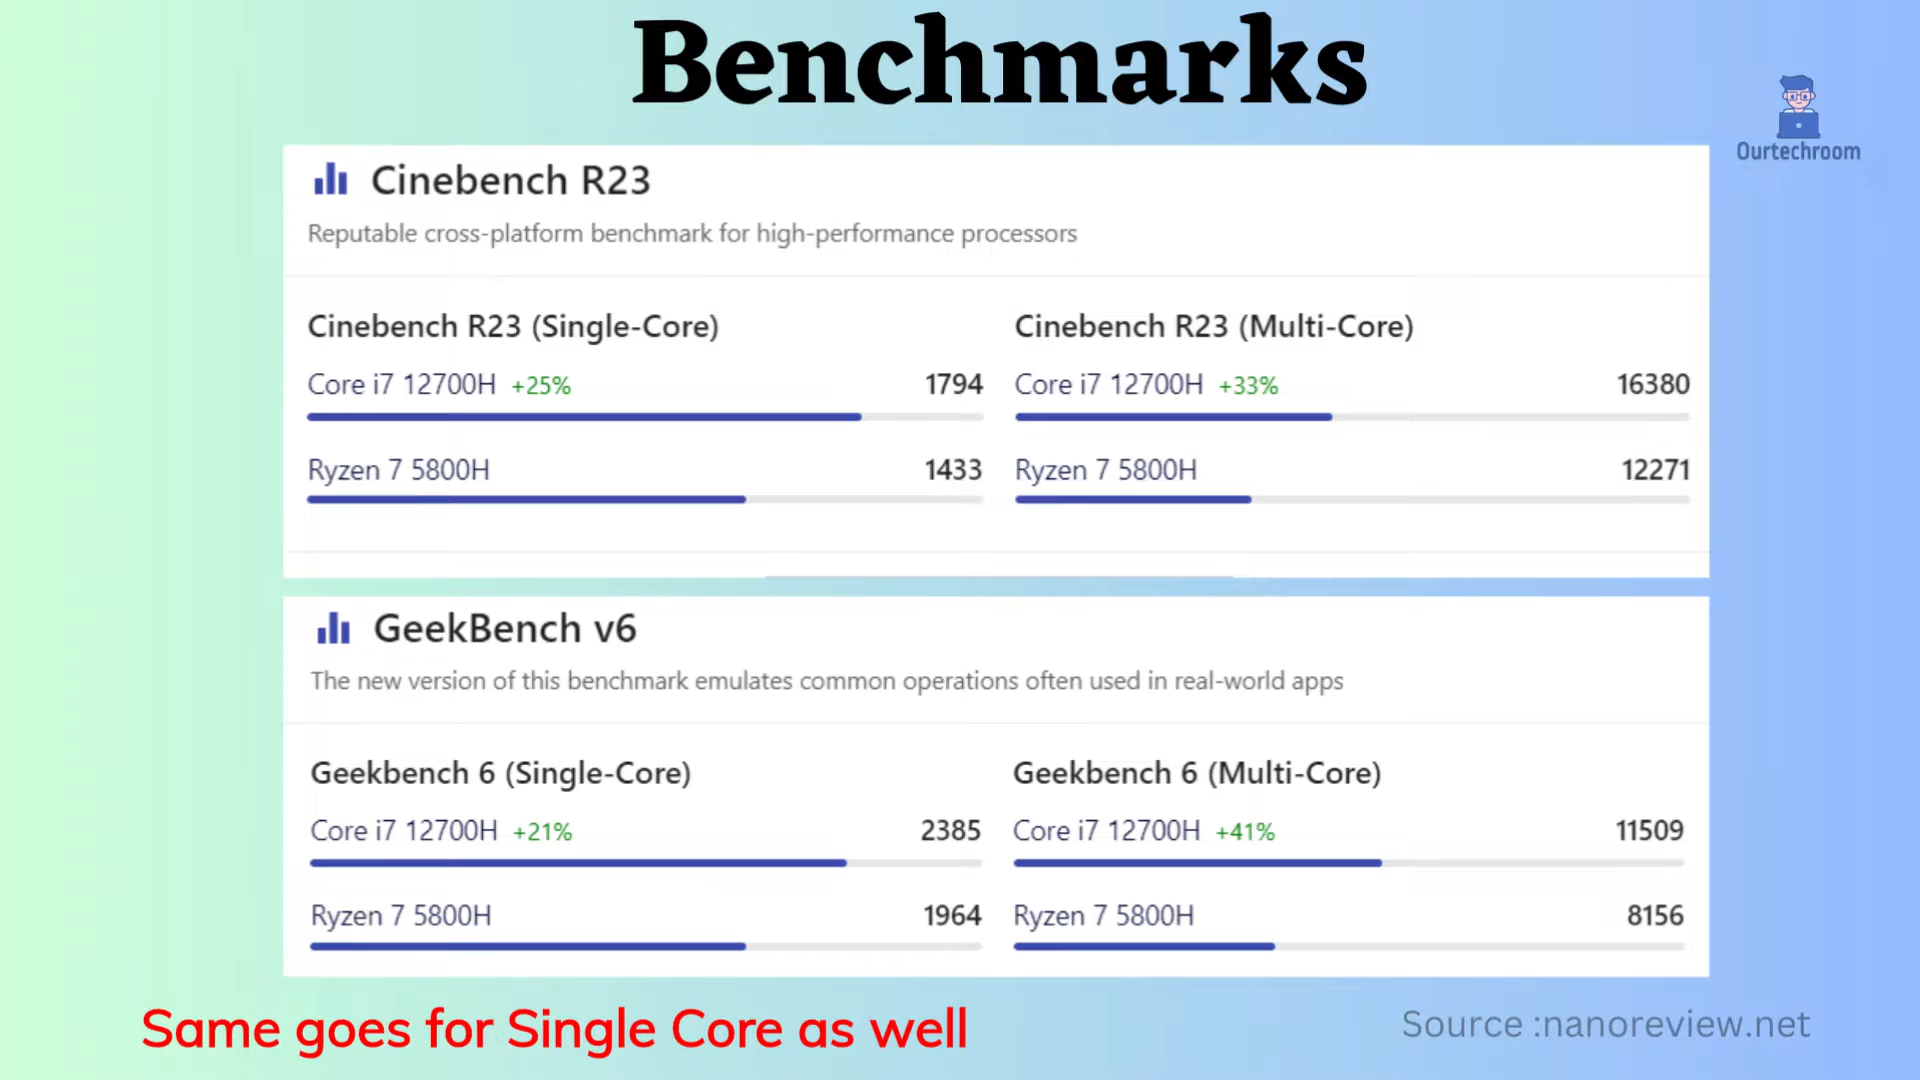 Benchmarks
Ourtechroom
Cinebench R23
Reputable cross-platform benchmark for high-performance processors
Cinebench R23 (Single-Core)
Core i7 12700H +25% 1794
Ryzen 7 5800H 1433
Cinebench R23 (Multi-Core)
Core i7 12700H +33% 16380
Ryzen 7 5800H 12271
GeekBench v6
The new version of this benchmark emulates common operations often used in real-world apps
Geekbench 6 (Single-Core)
Core i7 12700H +21% 2385
Ryzen 7 5800H 1964
Geekbench 6 (Multi-Core)
Core i7 12700H +41% 11509
Ryzen 7 5800H 8156
Same goes for Single Core as well
Source :nanoreview.net